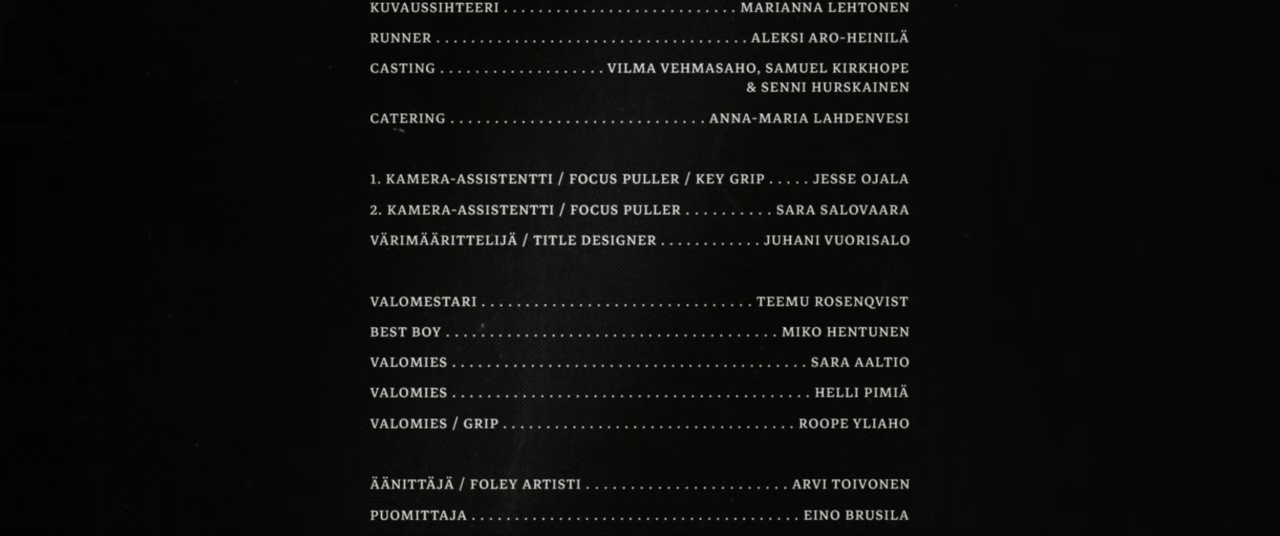 KUVAUSSIHTEERI . . . . . . . . . . . . . . . . . . . . . . . . . . . MARIANNA LEHTONEN
RUNNER . . . . . . . . . . . . . . . . . . . . . . . . . . . . . . . . . . . . ALEKSI ARO-HEINILÄ
CASTING . . . . . . . . . . . . . . . . . . . VILMA VEHMASAHO, SAMUEL KIRKHOPE
& SENNI HURSKAINEN
CATERING . . . . . . . . . . . . . . . . . . . . . . . . . . . . . ANNA-MARIA LAHDENVESI
1. KAMERA-ASSISTENTTI / FOCUS PULLER / KEY GRIP . . . . . JESSE OJALA
2. KAMERA-ASSISTENTTI / FOCUS PULLER . . . . . . . . . . SARA SALOVAARA
VÄRIMÄÄRITTELIJÄ / TITLE DESIGNER . . . . . . . . . . . . JUHANI VUORISALO
VALOMESTARI . . . . . . . . . . . . . . . . . . . . . . . . . . . . . . . TEEMU ROSENQVIST
BEST BOY . . . . . . . . . . . . . . . . . . . . . . . . . . . . . . . . . . . . . . MIKO HENTUNEN
VALOMIES . . . . . . . . . . . . . . . . . . . . . . . . . . . . . . . . . . . . . . . . . SARA AALTIO
VALOMIES . . . . . . . . . . . . . . . . . . . . . . . . . . . . . . . . . . . . . . . . . HELLI PIMIÄ
VALOMIES / GRIP . . . . . . . . . . . . . . . . . . . . . . . . . . . . . . . . . . ROOPE YLIAHO
ÄÄNITTÄJÄ / FOLEY ARTISTI . . . . . . . . . . . . . . . . . . . . . . . ARVI TOIVONEN
PUOMITTAJA . . . . . . . . . . . . . . . . . . . . . . . . . . . . . . . . . . . . . . EINO BRUSILA